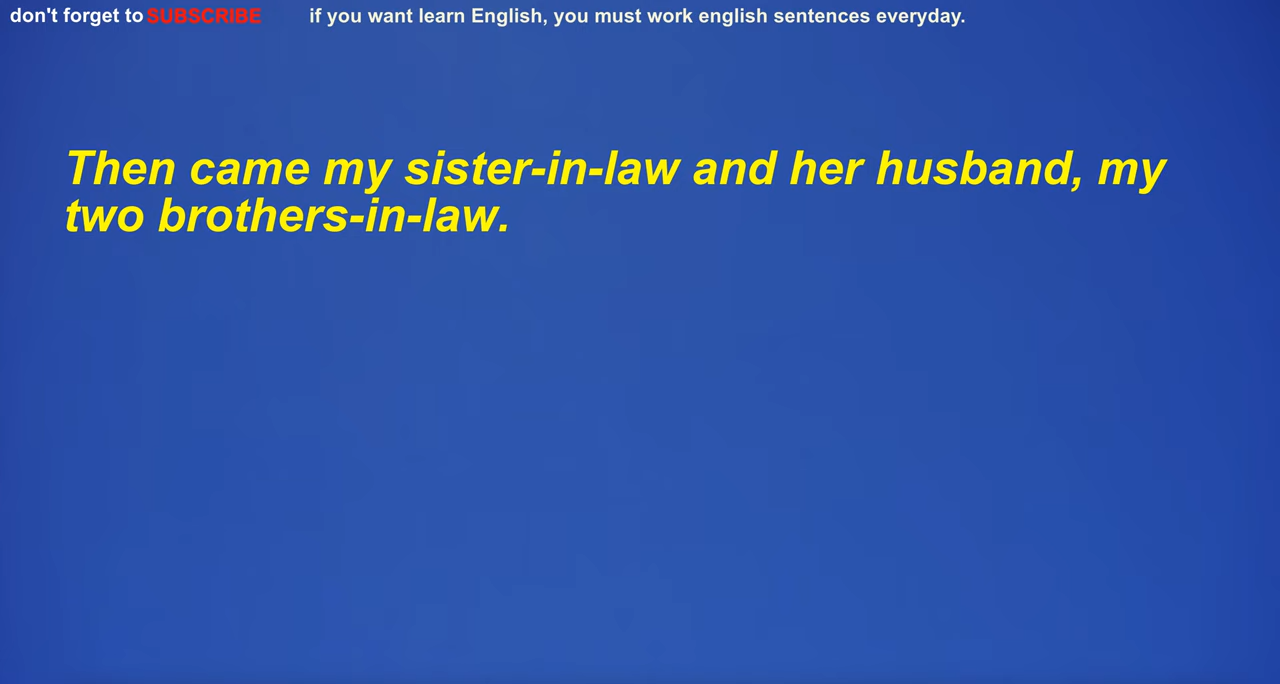 don't forget to SUBSCRIBE if you want learn English, you must work english sentences everyday.
Then came my sister-in-law and her husband, my
two brothers-in-law.